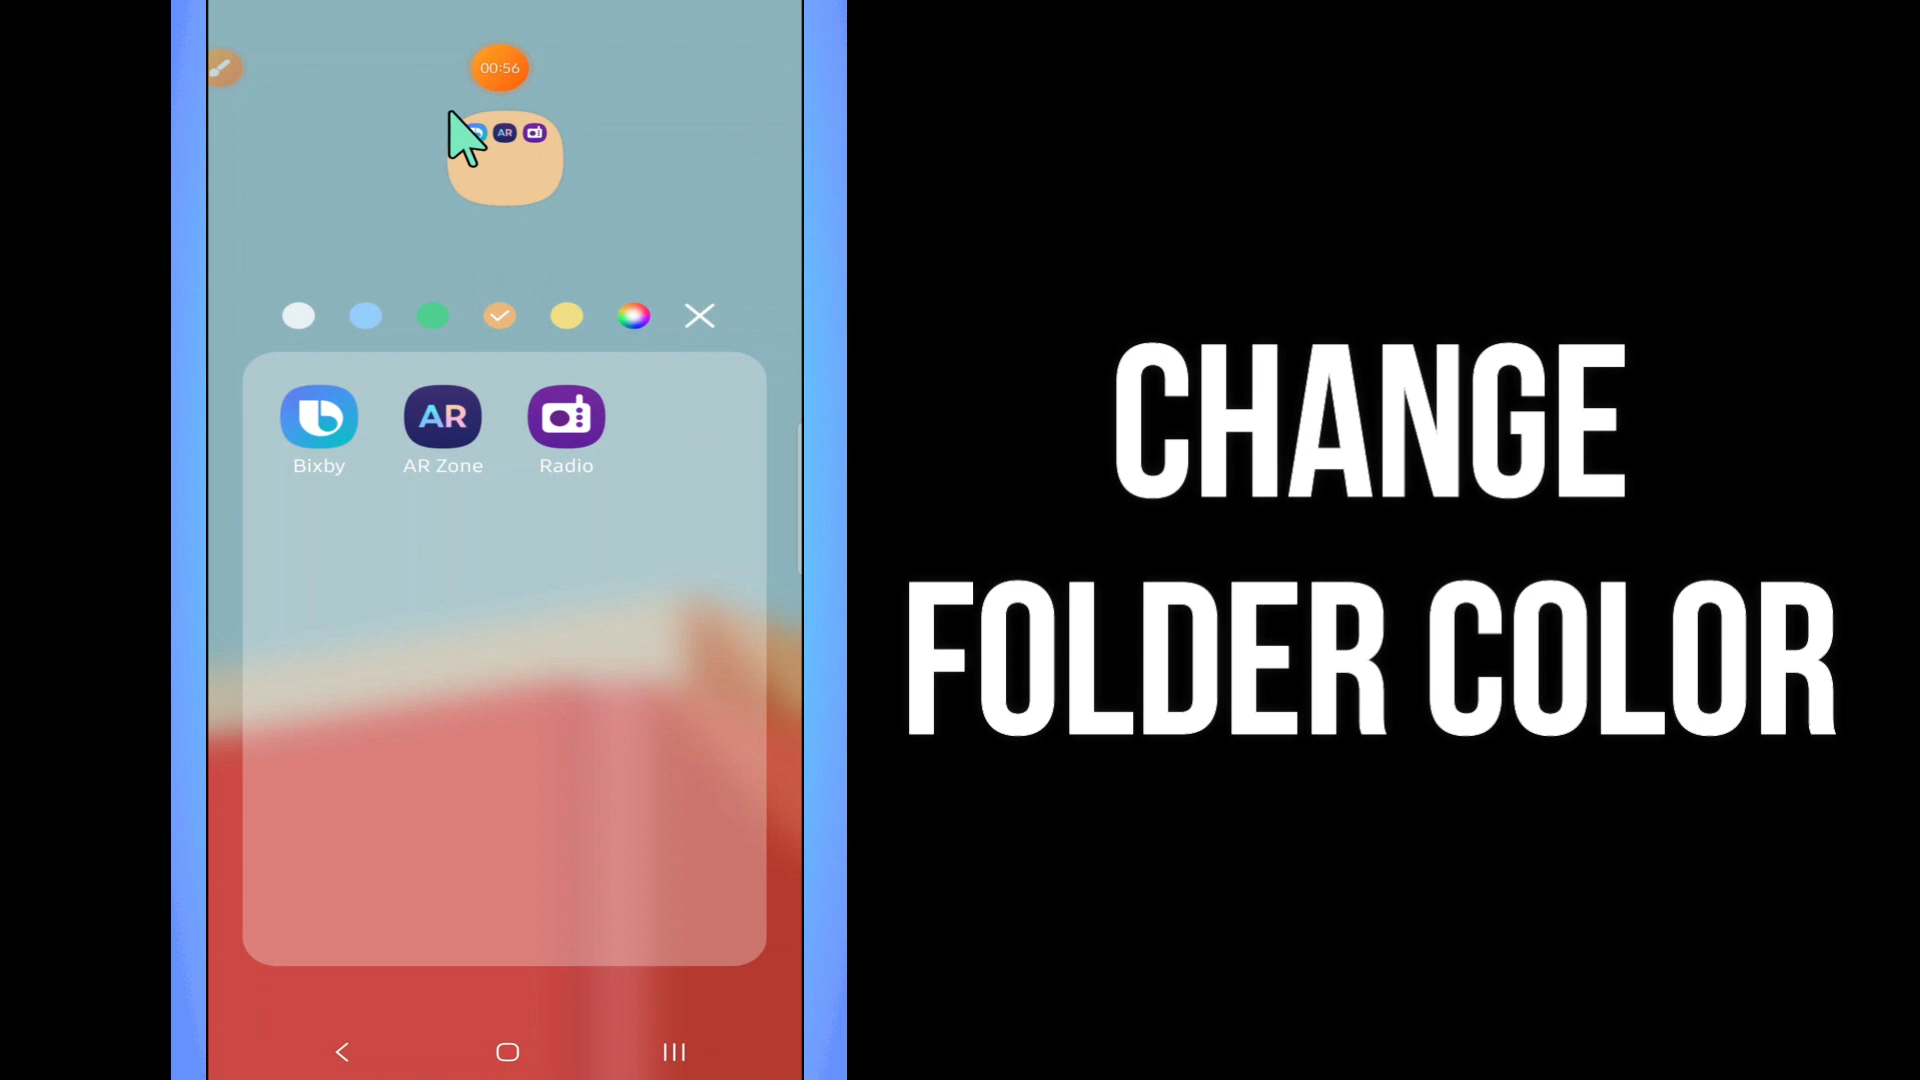 00:56
AR
AR
Bixby AR Zone Radio
CHANGE
FOLDER COLOR